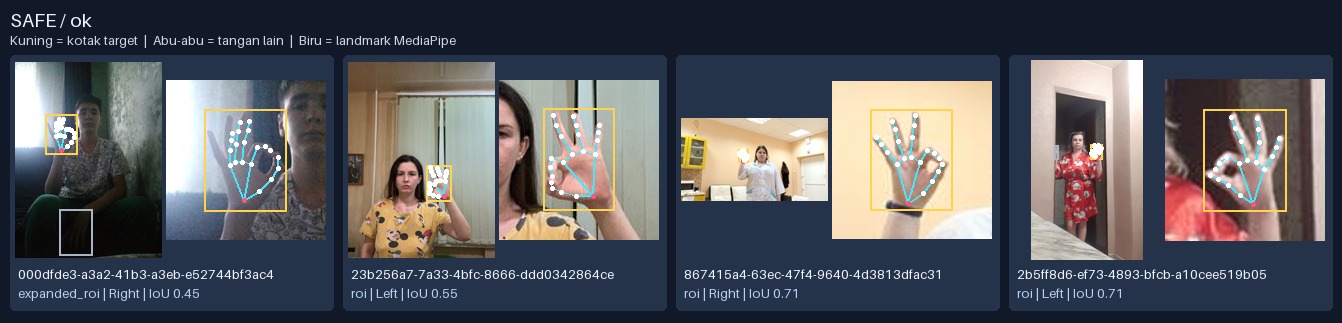 SAFE / ok
Kuning = kotak target | Abu-abu = tangan lain | Biru = landmark MediaPipe
000dfde3-a3a2-41b3-a3eb-e52744bf3ac4
expanded_roi | Right | IoU 0.45
23b256a7-7a33-4bfc-8666-ddd0342864ce
roi | Left | IoU 0.55
867415a4-63ec-47f4-9640-4d3813dfac31
roi | Right | IoU 0.71
2b5ff8d6-ef73-4893-bfcb-a10cee519b05
roi | Left | IoU 0.71